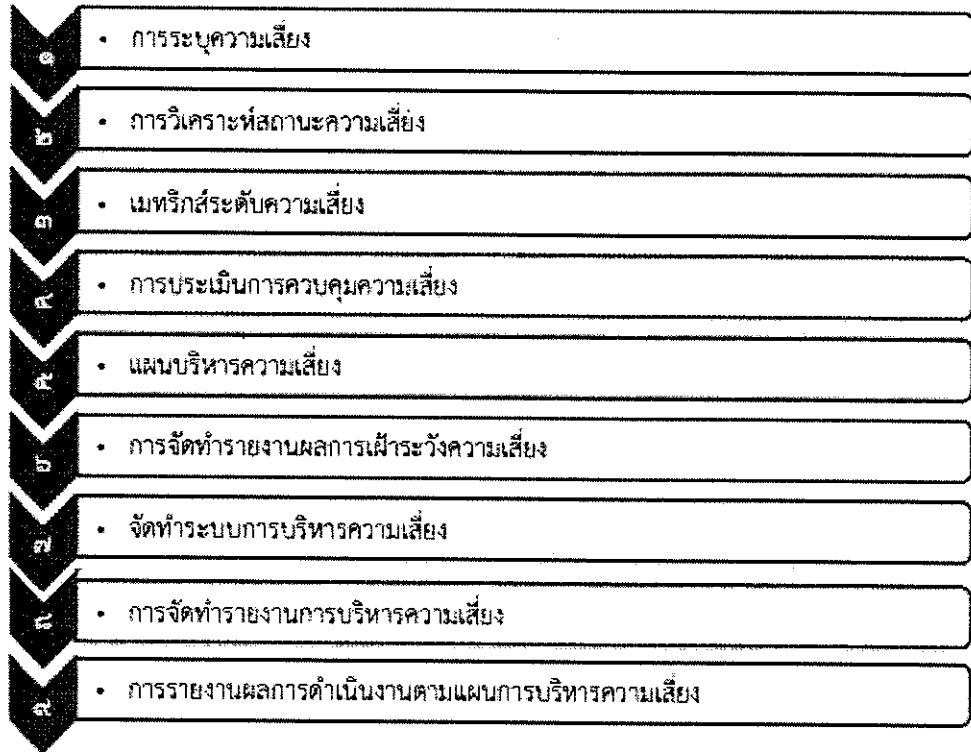 ๑
• การระบุความเสี่ยง
๒
• การวิเคราะห์สถานะความเสี่ยง
๓
• เมทริกส์ระดับความเสี่ยง
๔
• การประเมินการควบคุมความเสี่ยง
๕
• แผนบริหารความเสี่ยง
๖
• การจัดทำรายงานผลการเฝ้าระวังความเสี่ยง
๗
• จัดทำระบบการบริหารความเสี่ยง
๘
• การจัดทำรายงานการบริหารความเสี่ยง
๙
• การรายงานผลการดำเนินงานตามแผนการบริหารความเสี่ยง